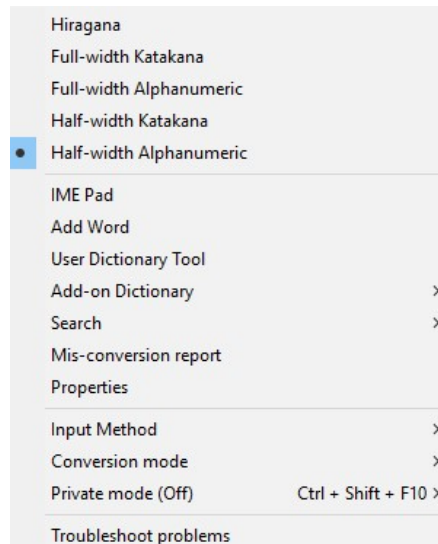 Hiragana
Full-width Katakana
Full-width Alphanumeric
Half-width Katakana
Half-width Alphanumeric
IME Pad
Add Word
User Dictionary Tool
Add-on Dictionary
Search
Mis-conversion report
Properties
Input Method
Conversion mode
Private mode (Off) Ctrl + Shift + F10
Troubleshoot problems